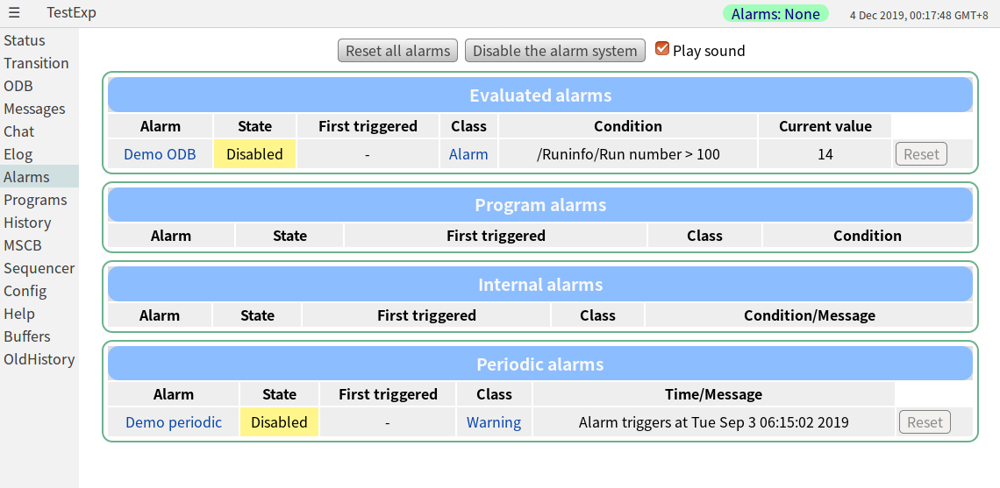 ☰ TestExp Alarms: None 4 Dec 2019, 00:17:48 GMT+8
Status
Transition
ODB
Messages
Chat
Elog
Alarms
Programs
History
MSCB
Sequencer
Config
Help
Buffers
OldHistory
Reset all alarms Disable the alarm system Play sound
Evaluated alarms
Alarm State First triggered Class Condition Current value
Demo ODB Disabled - Alarm /Runinfo/Run number > 100 14 Reset
Program alarms
Alarm State First triggered Class Condition
Internal alarms
Alarm State First triggered Class Condition/Message
Periodic alarms
Alarm State First triggered Class Time/Message
Demo periodic Disabled - Warning Alarm triggers at Tue Sep 3 06:15:02 2019 Reset